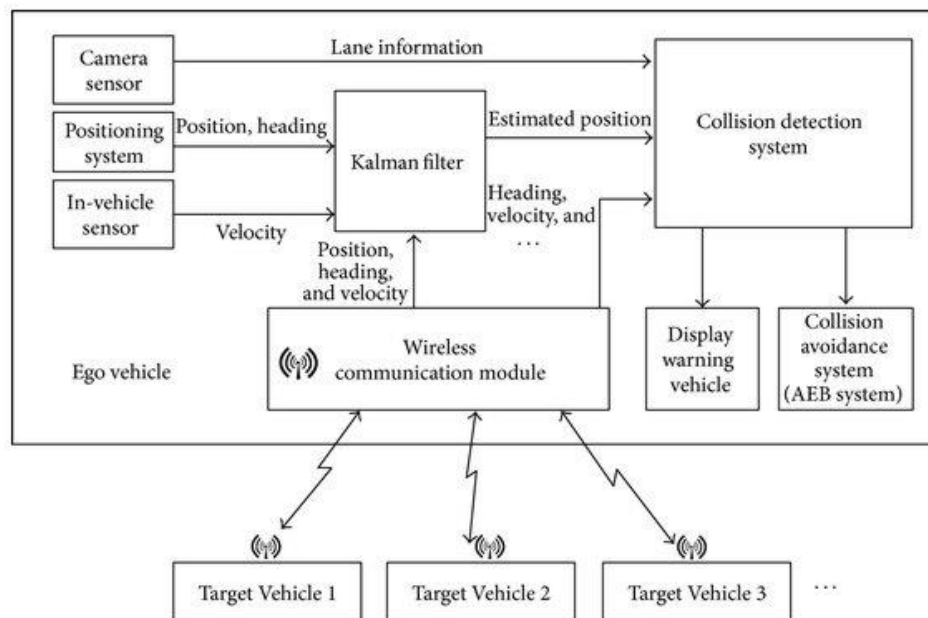 Camera
sensor
Lane information
Positioning
system
Position, heading
In-vehicle
sensor
Velocity
Kalman filter
Estimated position
Heading,
velocity, and
...
Collision detection
system
Position,
heading,
and velocity
Ego vehicle
Wireless
communication module
Display
warning
vehicle
Collision
avoidance
system
(AEB system)
Target Vehicle 1
Target Vehicle 2
Target Vehicle 3
...